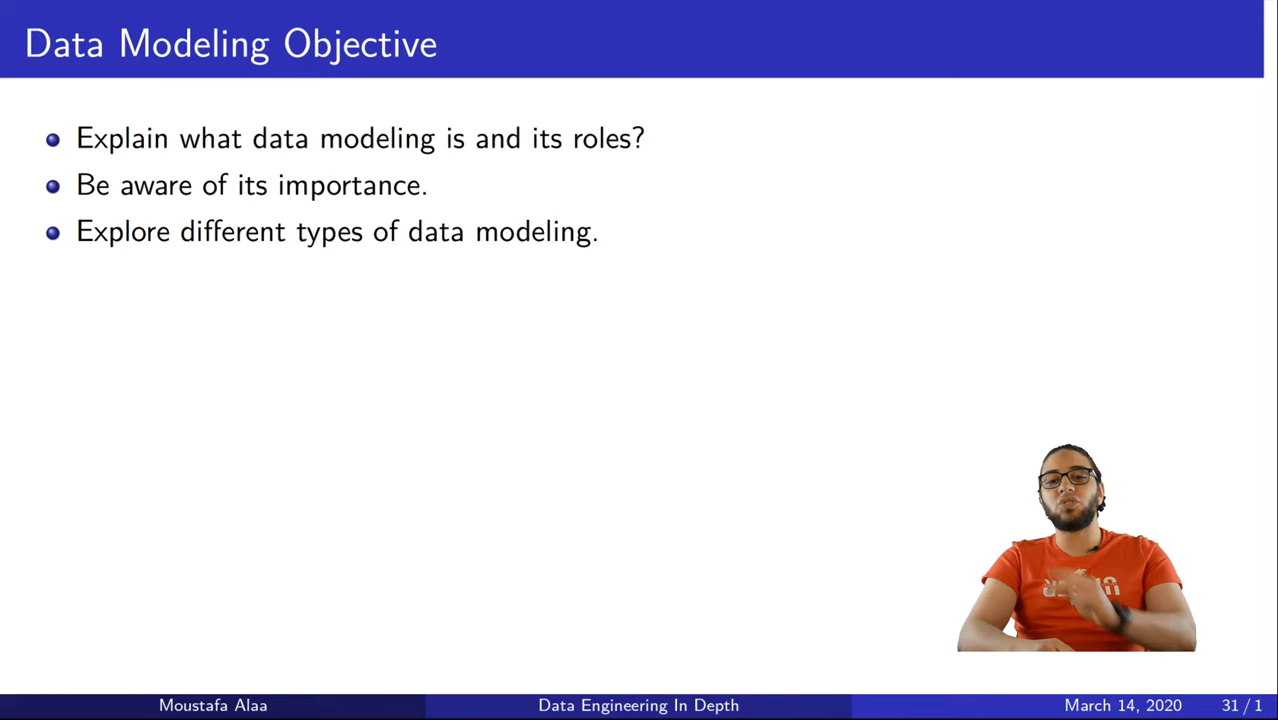 Data Modeling Objective
Explain what data modeling is and its roles?
Be aware of its importance.
Explore different types of data modeling.
Moustafa Alaa
Data Engineering In Depth
March 14, 2020
31 / 1